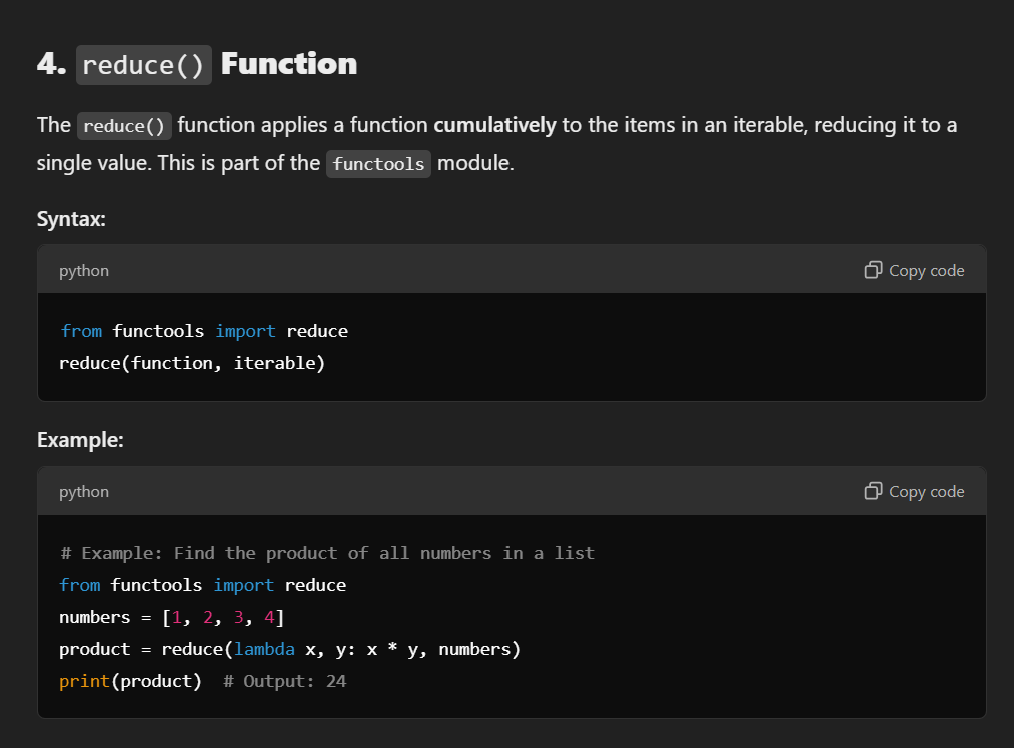 4. reduce() Function
The reduce() function applies a function cumulatively to the items in an iterable, reducing it to a
single value. This is part of the functools module.
Syntax:
python Copy code
from functools import reduce
reduce(function, iterable)
Example:
python Copy code
# Example: Find the product of all numbers in a list
from functools import reduce
numbers = [1, 2, 3, 4]
product = reduce(lambda x, y: x * y, numbers)
print(product)  # Output: 24